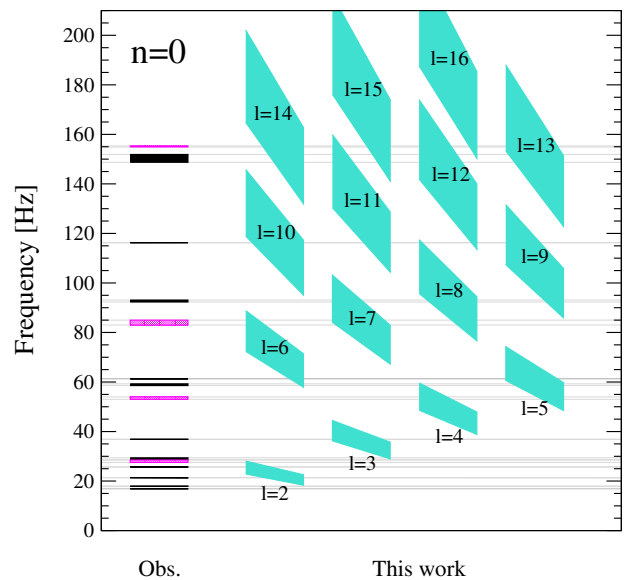 200
n=0
l=16
180
l=15
l=14
160
l=13
l=12
140
l=11
120
l=10
l=9
100
l=8
l=7
80
l=6
60
l=5
40
l=4
l=3
20
l=2
0
Frequency [Hz]
Obs. This work